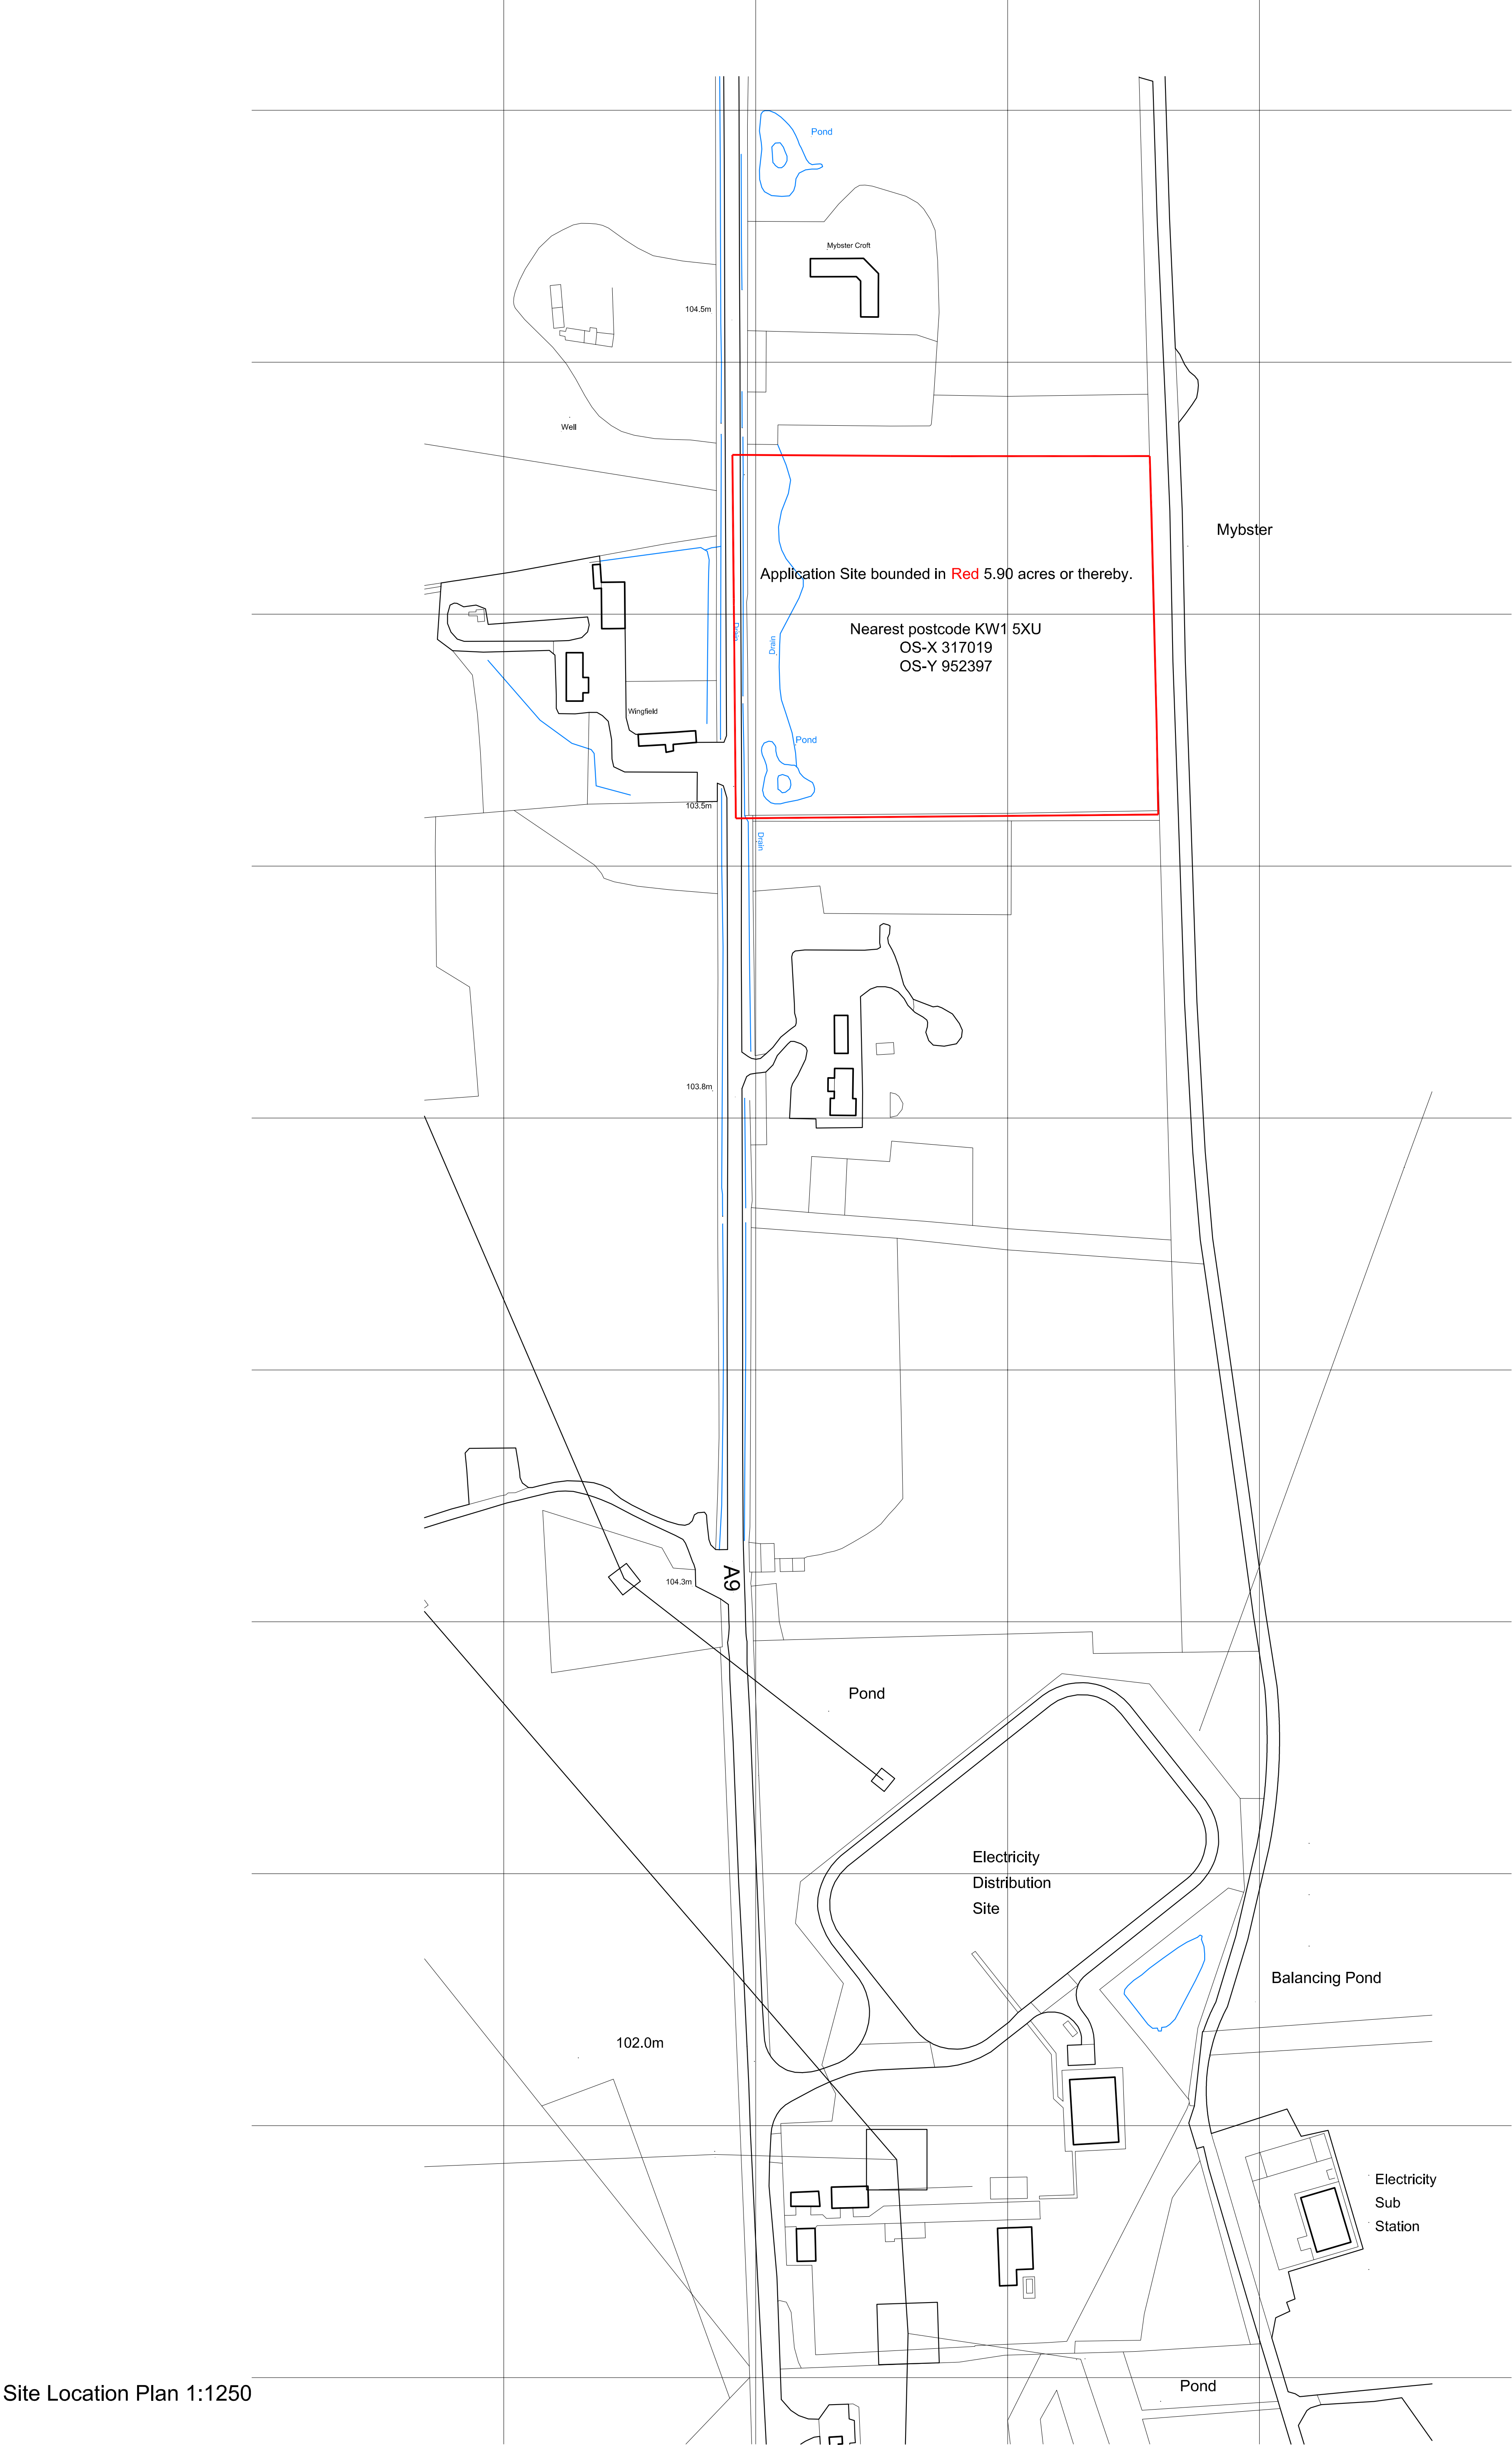 Pond
Mybster Croft
104.5m
Well
Mybster
Application Site bounded in Red 5.90 acres or thereby.
Nearest postcode KW1 5XU
OS-X 317019
OS-Y 952397
Drain
Drain
Wingfield
Pond
103.5m
Drain
103.8m
A9
104.3m
Pond
Electricity
Distribution
Site
Balancing Pond
102.0m
Electricity
Sub
Station
Pond
Site Location Plan 1:1250